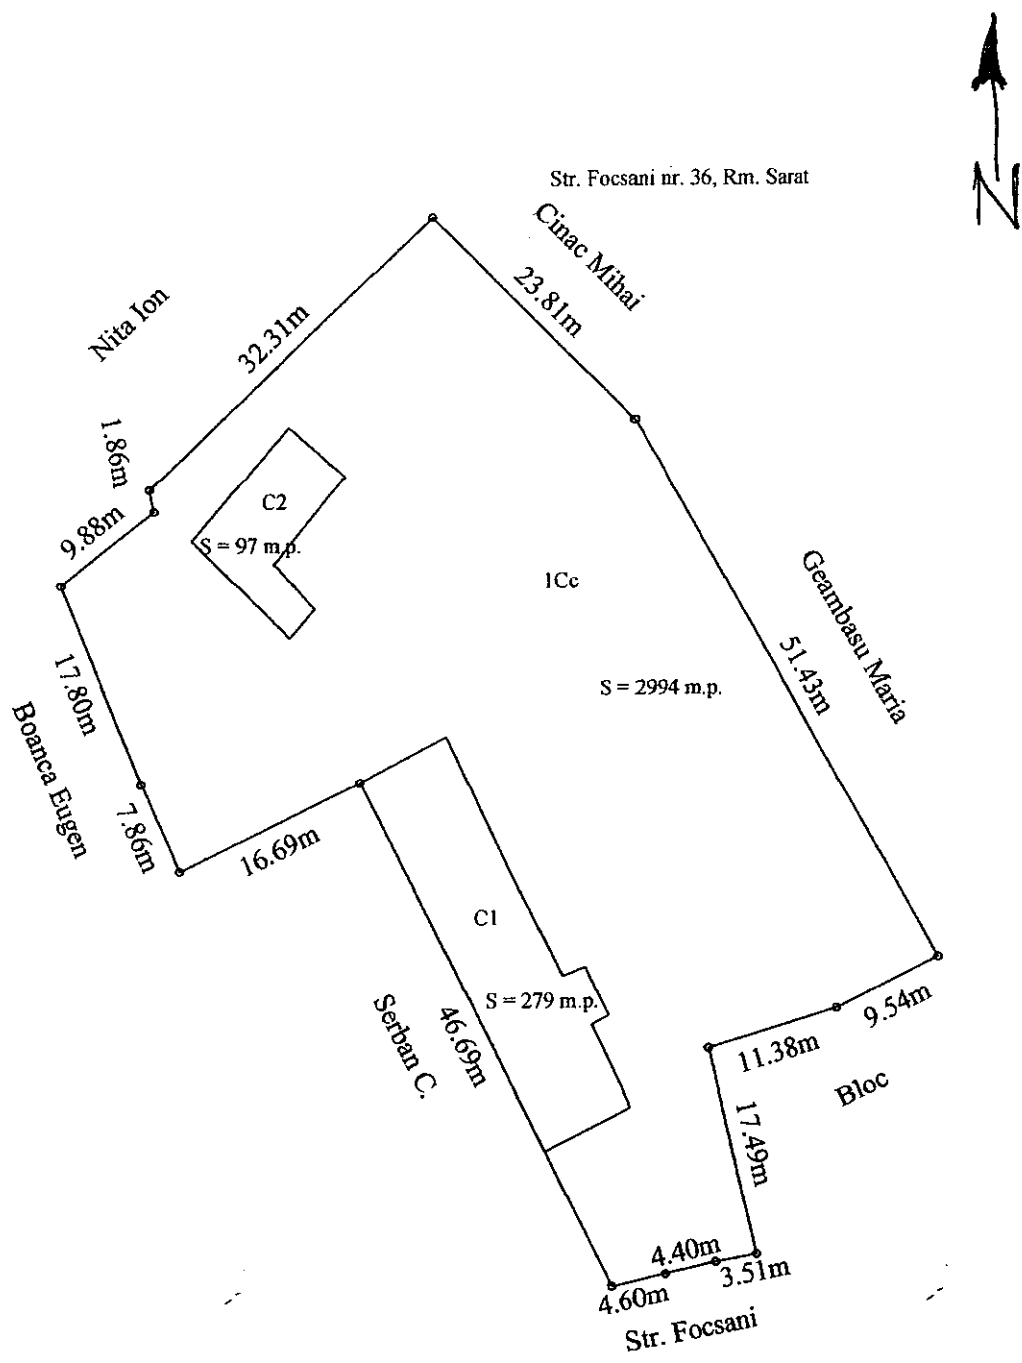 N
Str. Focsani nr. 36, Rm. Sarat
Cinac Mihai
23.81m
Nita Ion
32.31m
1.86m
9.88m
C2
S = 97 m.p.
1Cc
Geambasu Maria
51.43m
S = 2994 m.p.
17.80m
Boanca Eugen
7.86m
16.69m
C1
S = 279 m.p.
Serban C.
46.69m
9.54m
11.38m
Bloc
17.49m
4.40m
3.51m
4.60m
Str. Focsani